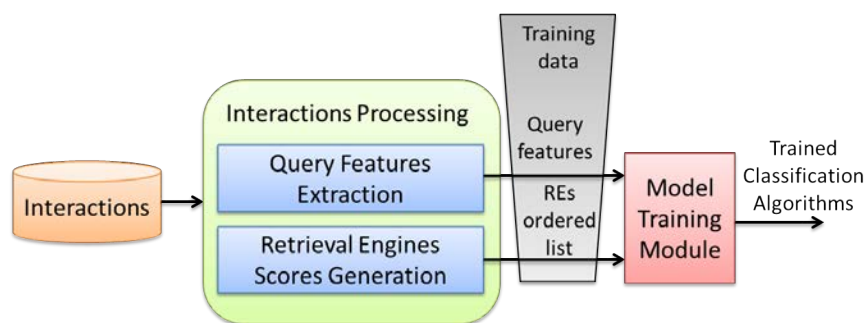 Interactions
Interactions Processing
Query Features
Extraction
Retrieval Engines
Scores Generation
Training
data
Query
features
REs
ordered
list
Model
Training
Module
Trained
Classification
Algorithms